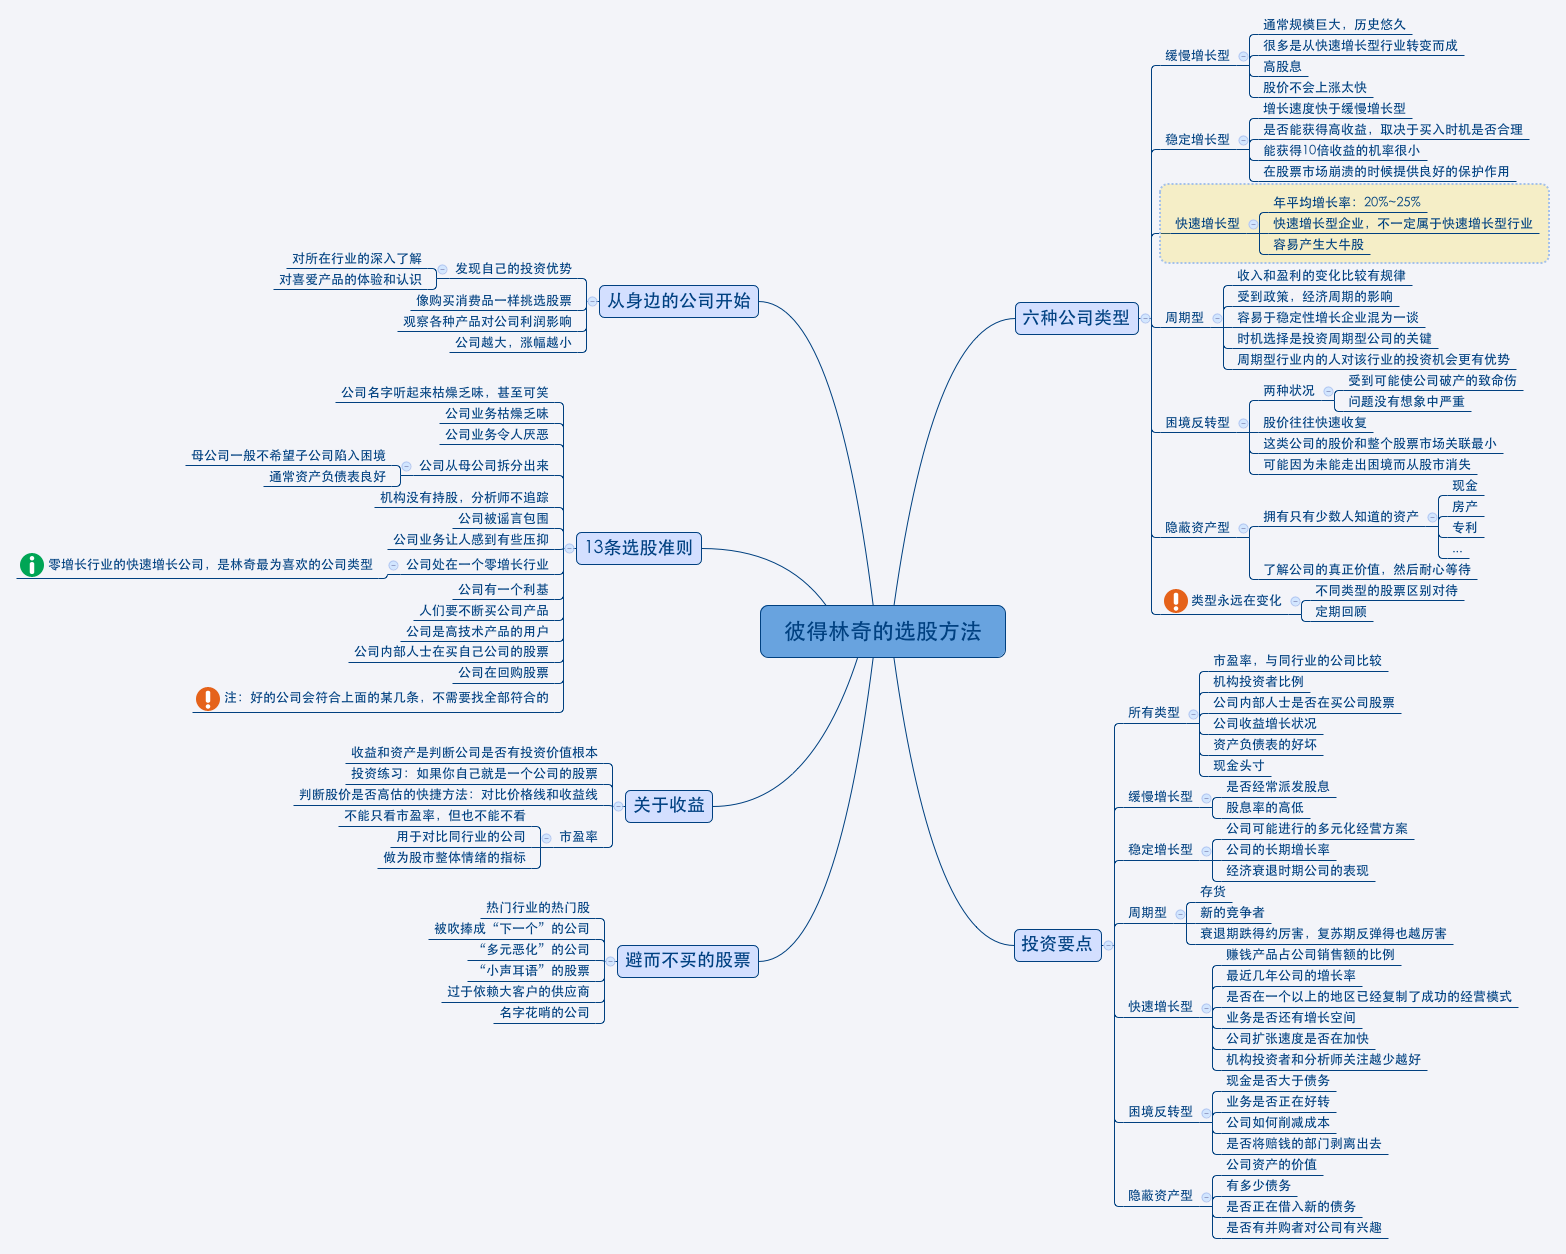 彼得林奇的选股方法
六种公司类型
缓慢增长型
通常规模巨大，历史悠久
很多是从快速增长型行业转变而成
高股息
股价不会上涨太快
稳定增长型
增长速度快于缓慢增长型
是否能获得高收益，取决于买入时机是否合理
能获得10倍收益的机率很小
在股票市场崩溃的时候提供良好的保护作用
快速增长型
年平均增长率：20%~25%
快速增长型企业，不一定属于快速增长型行业
容易产生大牛股
周期型
收入和盈利的变化比较有规律
受到政策，经济周期的影响
容易于稳定性增长企业混为一谈
时机选择是投资周期型公司的关键
周期型行业内的人对该行业的投资机会更有优势
困境反转型
两种状况
受到可能使公司破产的致命伤
问题没有想象中严重
股价往往快速收复
这类公司的股价和整个股票市场关联最小
可能因为未能走出困境而从股市消失
隐蔽资产型
拥有只有少数人知道的资产
现金
房产
专利
...
了解公司的真正价值，然后耐心等待
类型永远在变化
不同类型的股票区别对待
定期回顾
投资要点
所有类型
市盈率，与同行业的公司比较
机构投资者比例
公司内部人士是否在买公司股票
公司收益增长状况
资产负债表的好坏
现金头寸
缓慢增长型
是否经常派发股息
股息率的高低
稳定增长型
公司可能进行的多元化经营方案
公司的长期增长率
经济衰退时期公司的表现
周期型
存货
新的竞争者
衰退期跌得约厉害，复苏期反弹得也越厉害
快速增长型
赚钱产品占公司销售额的比例
最近几年公司的增长率
是否在一个以上的地区已经复制了成功的经营模式
业务是否还有增长空间
公司扩张速度是否在加快
机构投资者和分析师关注越少越好
困境反转型
现金是否大于债务
业务是否正在好转
公司如何削减成本
是否将赔钱的部门剥离出去
隐蔽资产型
公司资产的价值
有多少债务
是否正在借入新的债务
是否有并购者对公司有兴趣
从身边的公司开始
发现自己的投资优势
对所在行业的深入了解
对喜爱产品的体验和认识
像购买消费品一样挑选股票
观察各种产品对公司利润影响
公司越大，涨幅越小
13条选股准则
公司名字听起来枯燥乏味，甚至可笑
公司业务枯燥乏味
公司业务令人厌恶
公司从母公司拆分出来
母公司一般不希望子公司陷入困境
通常资产负债表良好
机构没有持股，分析师不追踪
公司被谣言包围
公司业务让人感到有些压抑
公司处在一个零增长行业
零增长行业的快速增长公司，是林奇最为喜欢的公司类型
公司有一个利基
人们要不断买公司产品
公司是高技术产品的用户
公司内部人士在买自己公司的股票
公司在回购股票
注：好的公司会符合上面的某几条，不需要找全部符合的
关于收益
收益和资产是判断公司是否有投资价值根本
投资练习：如果你自己就是一个公司的股票
判断股价是否高估的快捷方法：对比价格线和收益线
市盈率
不能只看市盈率，但也不能不看
用于对比同行业的公司
做为股市整体情绪的指标
避而不买的股票
热门行业的热门股
被吹捧成“下一个”的公司
“多元恶化”的公司
“小声耳语”的股票
过于依赖大客户的供应商
名字花哨的公司